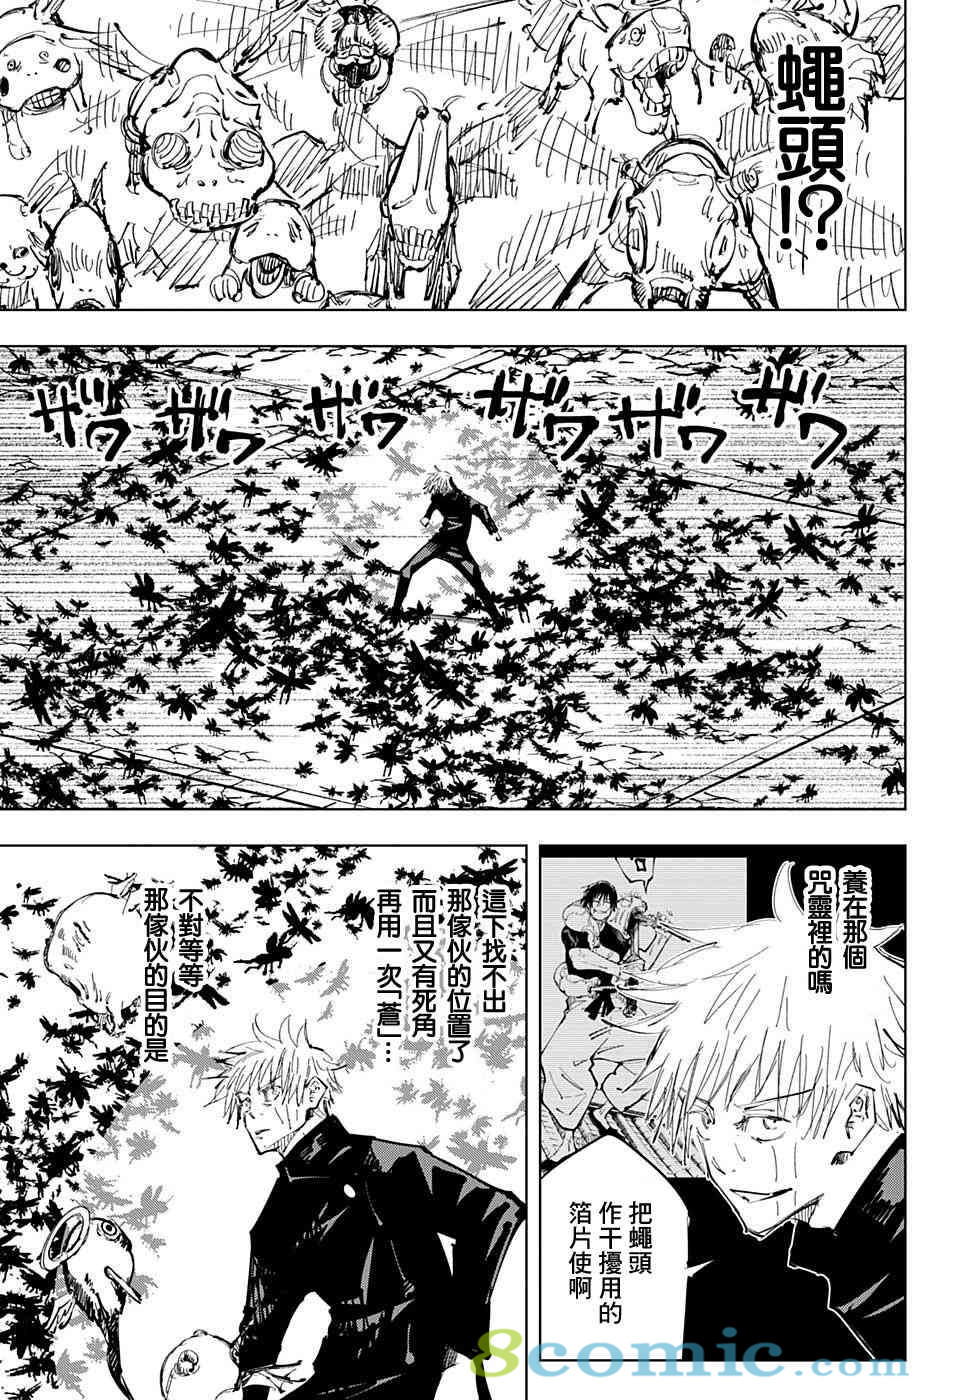 蠅頭!?
ザワ
ザワ
ザワ
ザワ
ザワ
ザワ
養在那個
咒靈裡的嗎
把蠅頭
作干擾用的
箔片使啊
這下找不出
那傢伙的位置了
而且又有死角
再用一次「蒼」…
不對等等
那傢伙的目的是
8comic.com